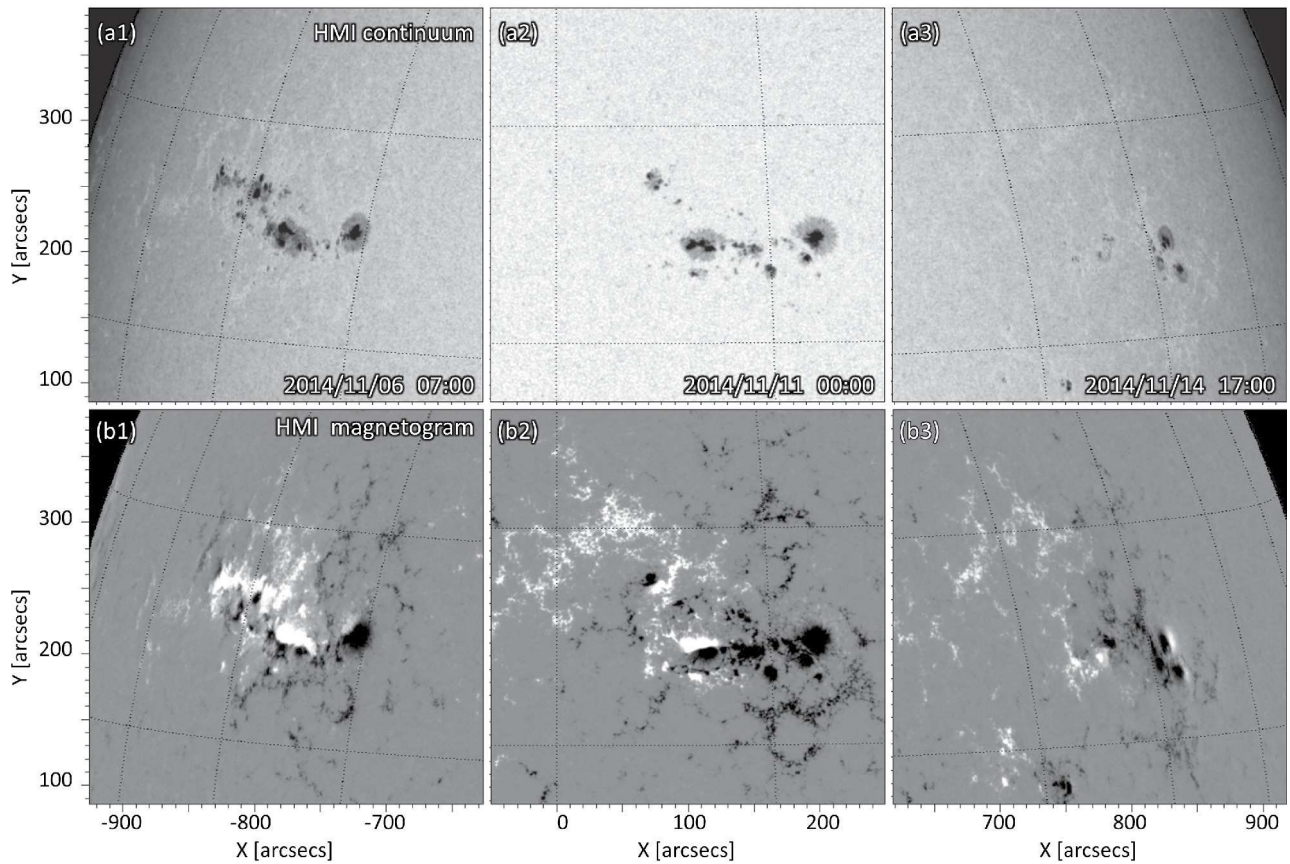 (a1) HMI continuum (a2) (a3)
300
Y [arcsecs]
200
100
2014/11/06 07:00 2014/11/11 00:00 2014/11/14 17:00
(b1) HMI magnetogram (b2) (b3)
300
Y [arcsecs]
200
100
-900 -800 -700 0 100 200 700 800 900
X [arcsecs] X [arcsecs] X [arcsecs]